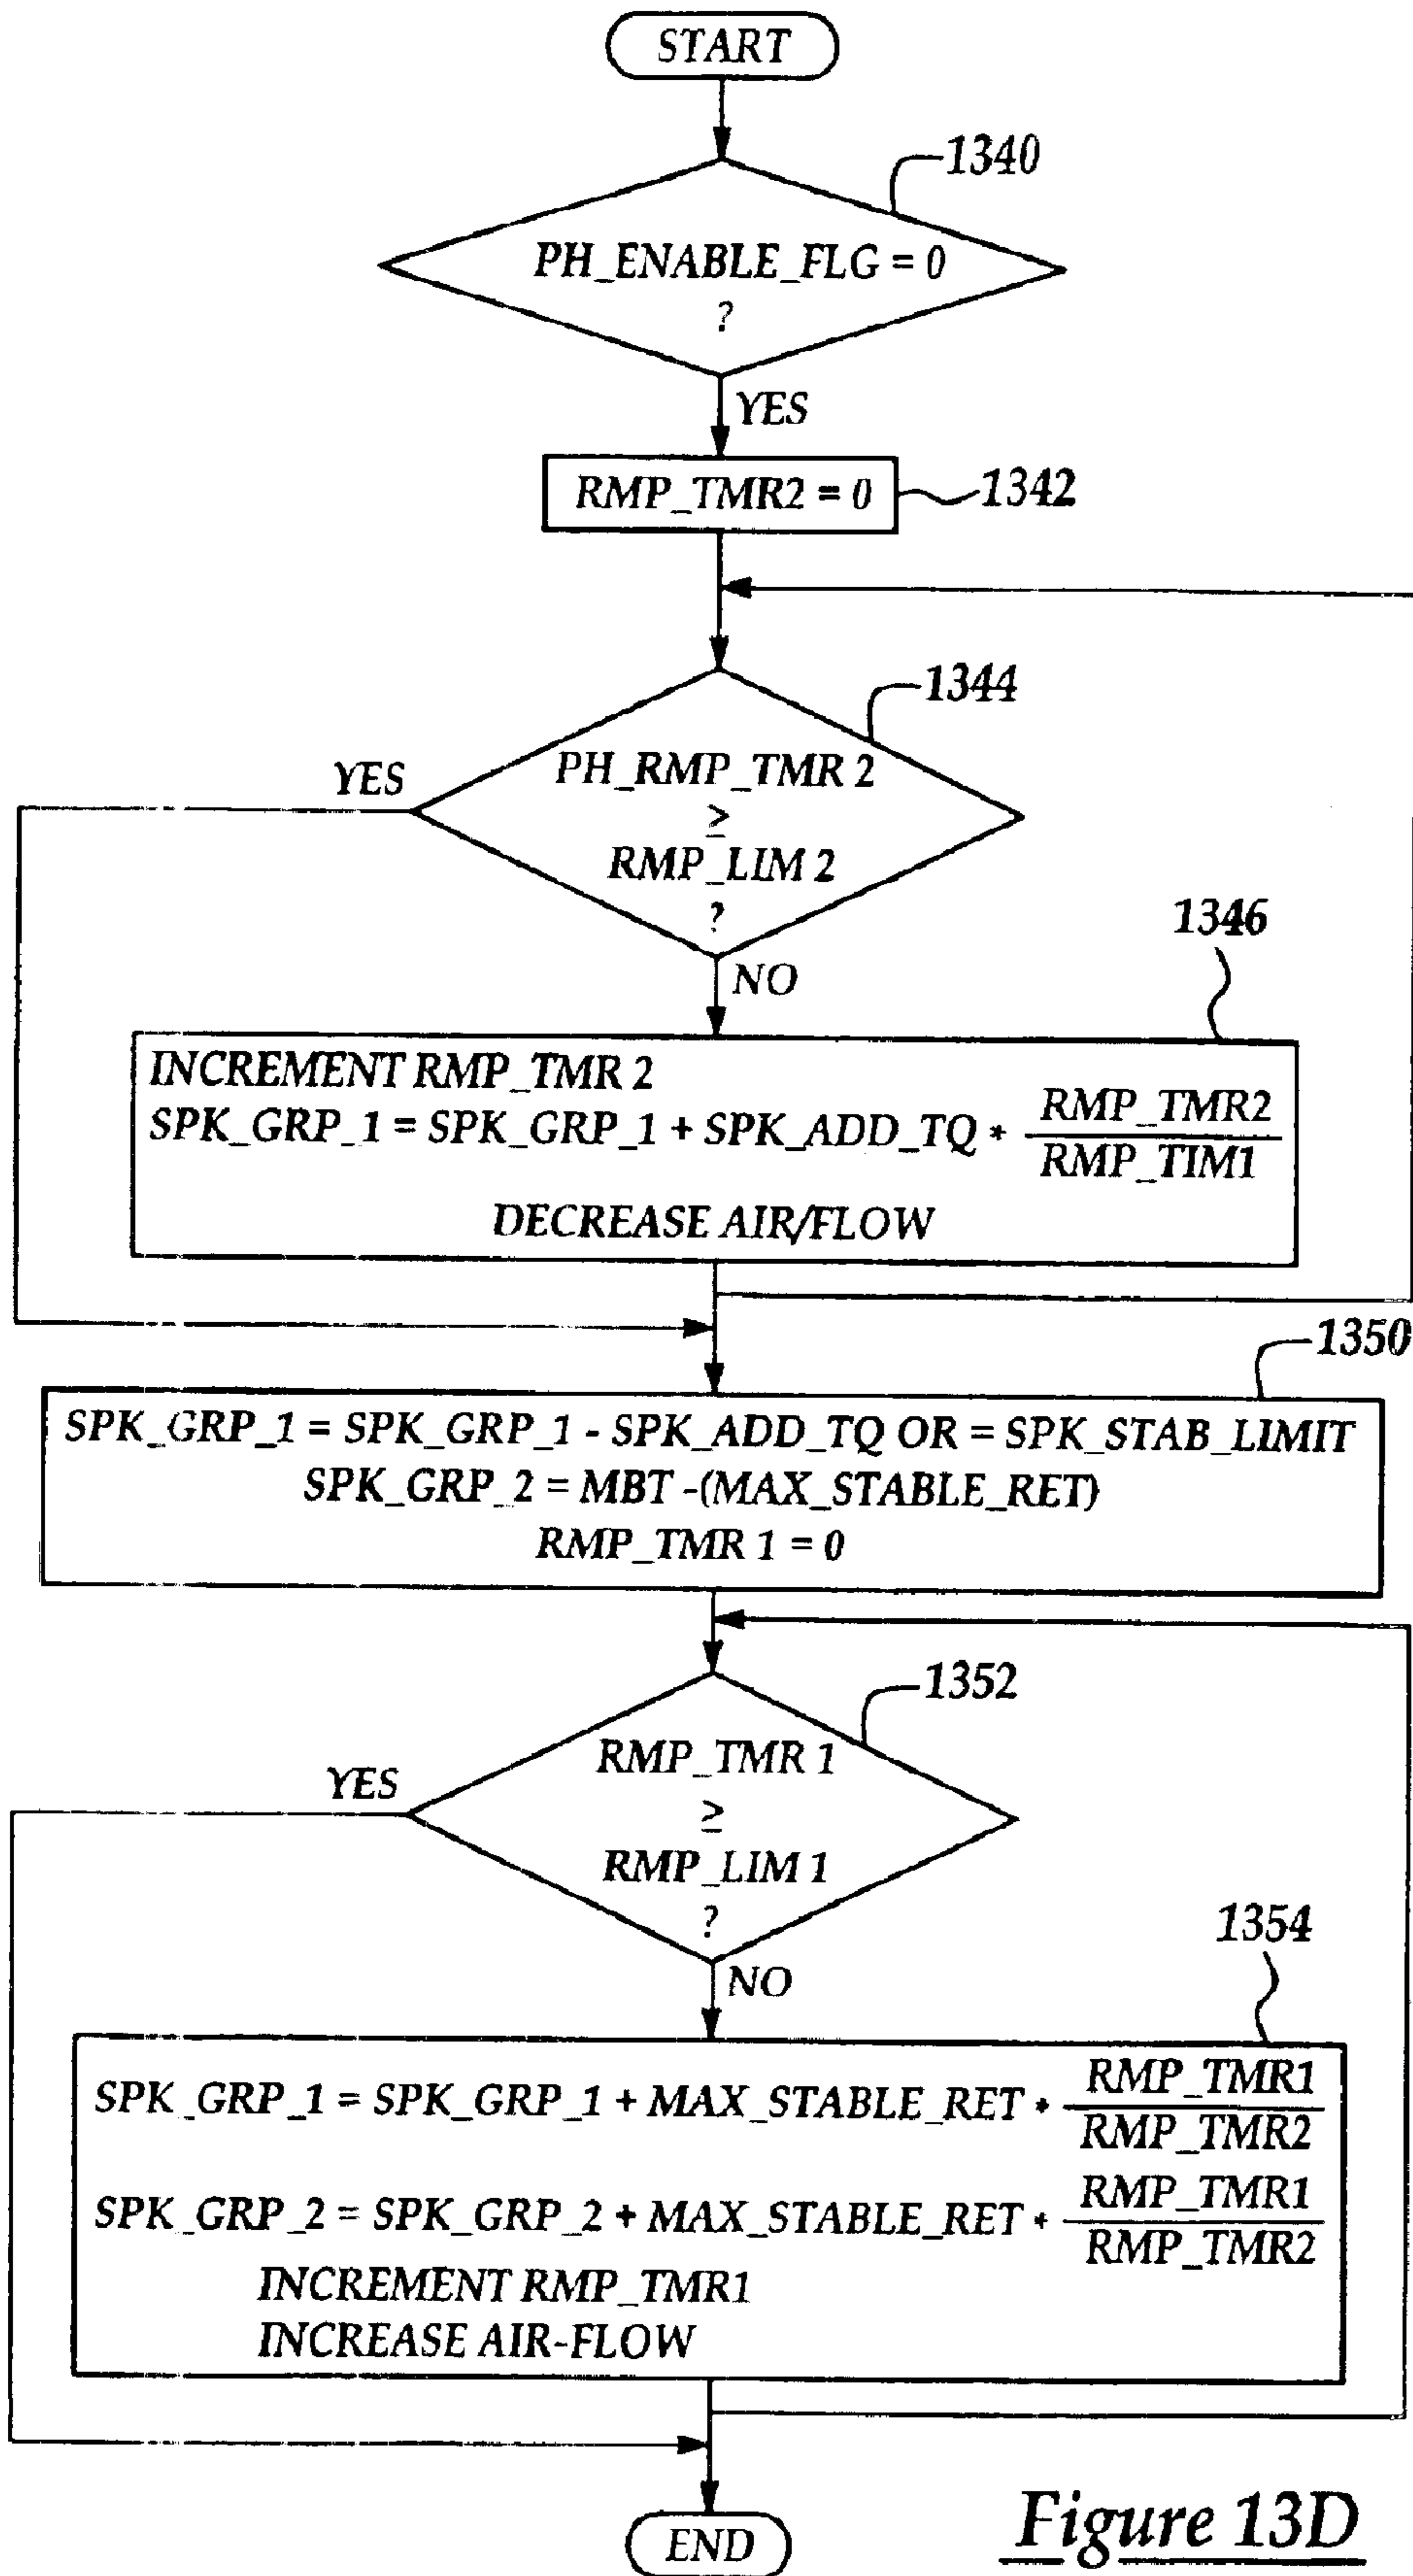 START
1340
PH_ENABLE_FLG = 0
?
YES
RMP_TMR2 = 0
1342
1344
YES
PH_RMP_TMR 2
≥
RMP_LIM 2
?
NO
1346
INCREMENT RMP_TMR 2
SPK_GRP_1 = SPK_GRP_1 + SPK_ADD_TQ * RMP_TMR2
RMP_TIM1
DECREASE AIR/FLOW
1350
SPK_GRP_1 = SPK_GRP_1 - SPK_ADD_TQ OR = SPK_STAB_LIMIT
SPK_GRP_2 = MBT -(MAX_STABLE_RET)
RMP_TMR 1 = 0
1352
YES
RMP_TMR 1
≥
RMP_LIM 1
?
NO
1354
SPK_GRP_1 = SPK_GRP_1 + MAX_STABLE_RET * RMP_TMR1
RMP_TMR2
SPK_GRP_2 = SPK_GRP_2 + MAX_STABLE_RET * RMP_TMR1
RMP_TMR2
INCREMENT RMP_TMR1
INCREASE AIR-FLOW
END
Figure 13D